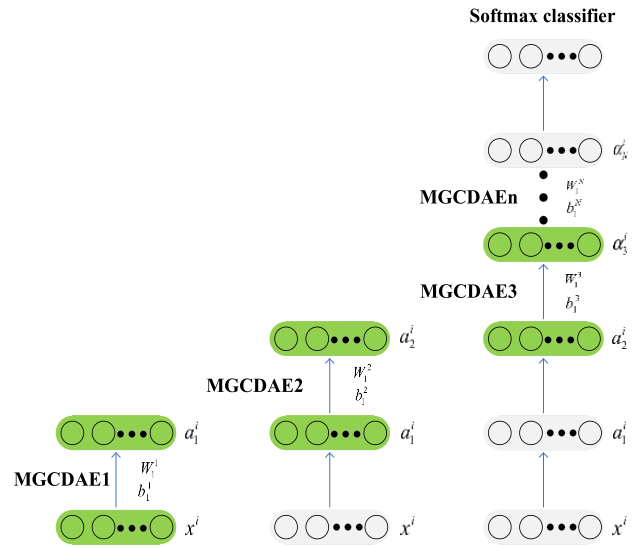 Softmax classifier
α_N^i
MGCDAEn
W_1^N
b_1^N
α_3^i
MGCDAE3
W_1^3
b_1^3
a_2^i
a_2^i
MGCDAE2
W_1^2
b_1^2
a_1^i
a_1^i
a_1^i
MGCDAE1
W_1^1
b_1^1
x^i
x^i
x^i